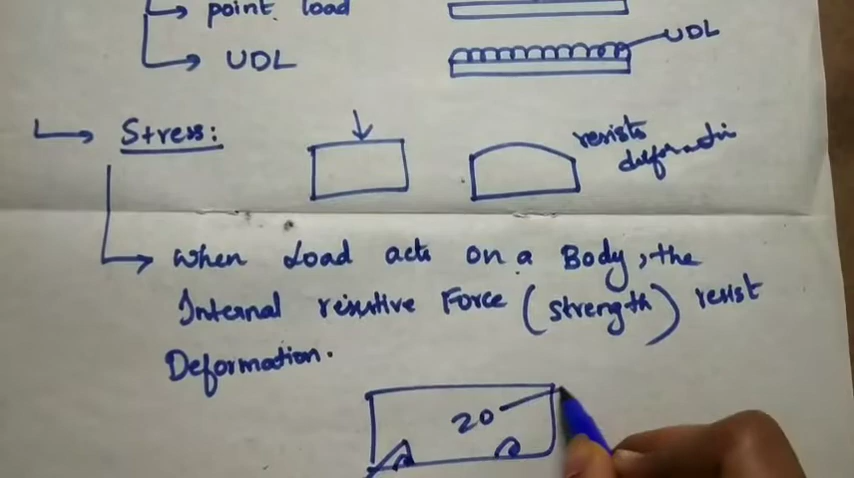 point load
UDL
UDL
Stress:
resists
When Load acts on a Body, the
Internal resistive Force (strength) resist
Deformation.
20